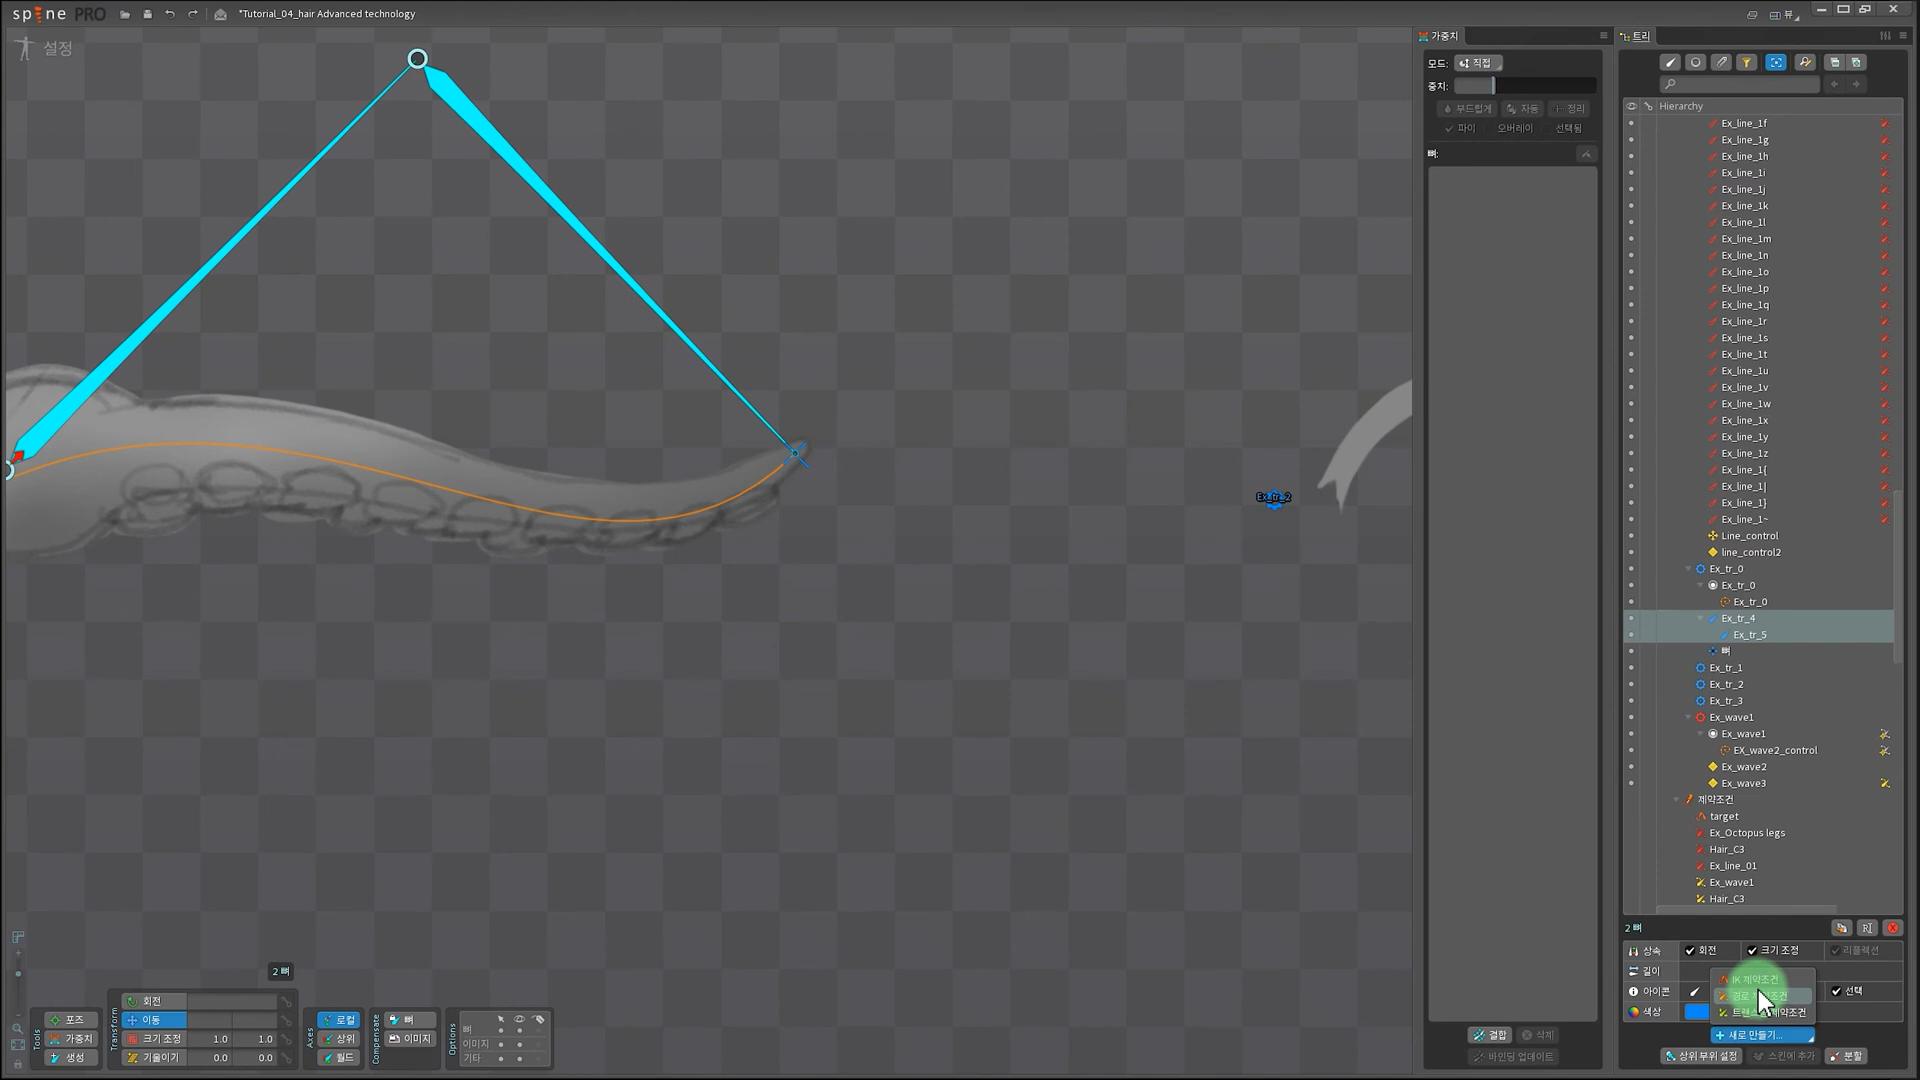 spine PRO
*Tutorial_04_hair Advanced technology
뷰
설정
가중치
트리
모드: 직접
중치:
부드럽게 자동 정리
파이 오버레이 선택됨
뼈:
Hierarchy
Ex_line_1f
Ex_line_1g
Ex_line_1h
Ex_line_1i
Ex_line_1j
Ex_line_1k
Ex_line_1l
Ex_line_1m
Ex_line_1n
Ex_line_1o
Ex_line_1p
Ex_line_1q
Ex_line_1r
Ex_line_1s
Ex_line_1t
Ex_line_1u
Ex_line_1v
Ex_line_1w
Ex_line_1x
Ex_line_1y
Ex_line_1z
Ex_line_1{
Ex_line_1|
Ex_line_1}
Ex_line_1~
Line_control
line_control2
Ex_tr_0
Ex_tr_0
Ex_tr_0
Ex_tr_4
Ex_tr_5
뼈
Ex_tr_1
Ex_tr_2
Ex_tr_3
Ex_wave1
Ex_wave1
EX_wave2_control
Ex_wave2
Ex_wave3
제약조건
target
Ex_Octopus legs
Hair_C3
Ex_line_01
Ex_wave1
Hair_C3
Ex_tr_2
2 뼈
상속 회전 크기 조정 리플렉션
길이
IK 제약조건
아이콘 선택
색상
새로 만들기...
상위 부위 설정 스킨에 추가 분할
결합 삭제
바인딩 업데이트
2 뼈
Tools
포즈
가중치
생성
Transform
회전
이동
크기 조정 1.0 1.0
기울이기 0.0 0.0
Axes
로컬
상위
월드
Compensate
뼈
이미지
Options
뼈
이미지
기타